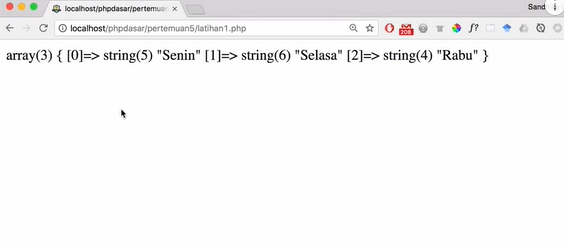 localhost/phpdasar/pertemuan
Sand
localhost/phpdasar/pertemuan5/latihan1.php
208
f?
array(3) { [0]=> string(5) "Senin" [1]=> string(6) "Selasa" [2]=> string(4) "Rabu" }